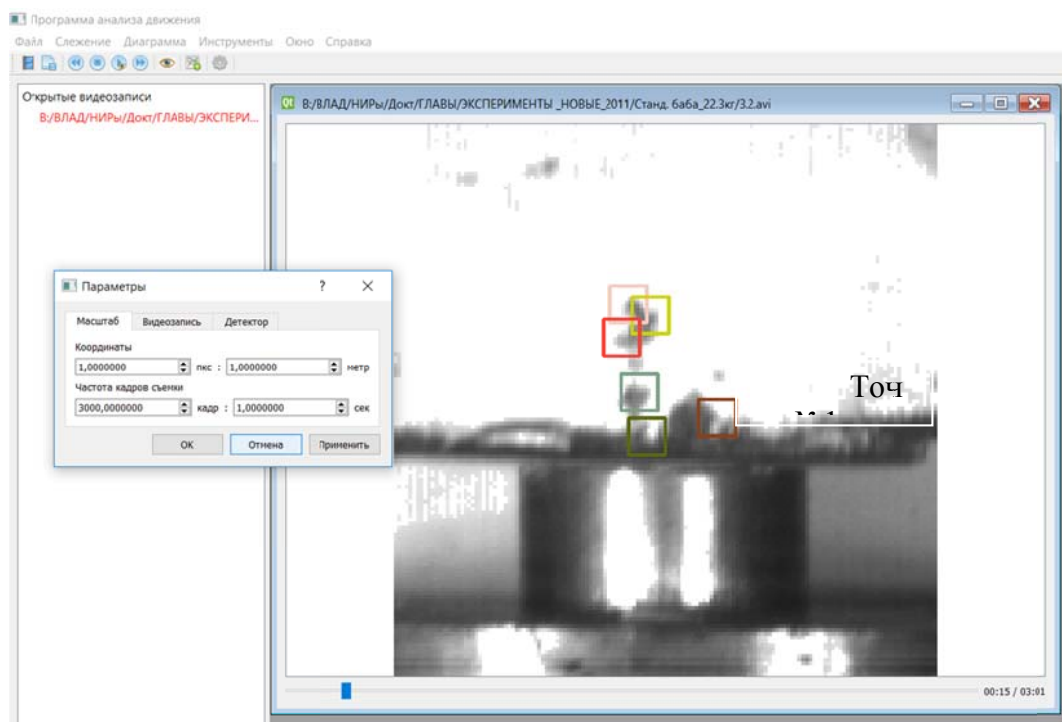 Программа анализа движения
Файл Слежение Диаграмма Инструменты Окно Справка
Открытые видеозаписи
В:/ВЛАД/НИРы/Докт/ГЛАВЫ/ЭКСПЕРИ...
В:/ВЛАД/НИРы/Докт/ГЛАВЫ/ЭКСПЕРИМЕНТЫ _НОВЫЕ_2011/Станд. баба_22.3кг/3.2.avi
Параметры ? ×
Масштаб Видеозапись Детектор
Координаты
1,0000000 пкс : 1,0000000 метр
Частота кадров съемки
3000,0000000 кадр : 1,0000000 сек
ОК Отмена Применить
Точ
00:15 / 03:01